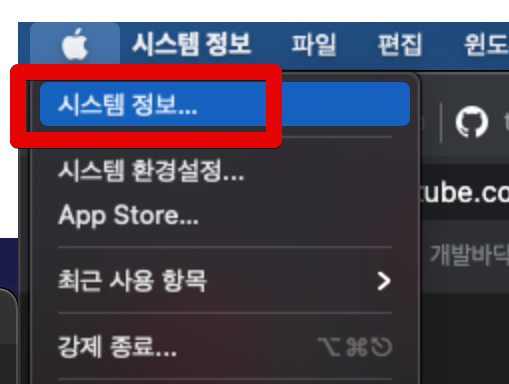 시스템 정보 파일 편집 윈도
시스템 정보...
시스템 환경설정...
tube.co
App Store...
개발바닥
최근 사용 항목
강제 종료... ⌥⌘⎋